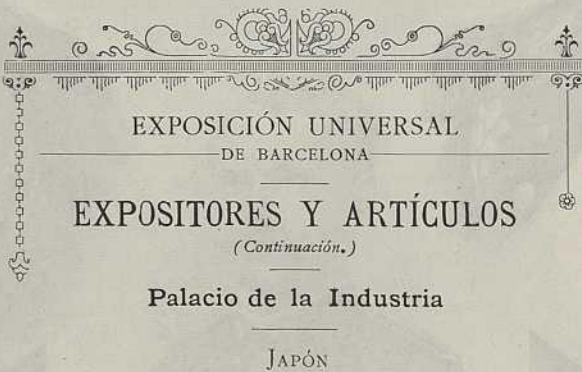 EXPOSICIÓN UNIVERSAL
DE BARCELONA
EXPOSITORES Y ARTÍCULOS
(Continuación.)
Palacio de la Industria
JAPÓN